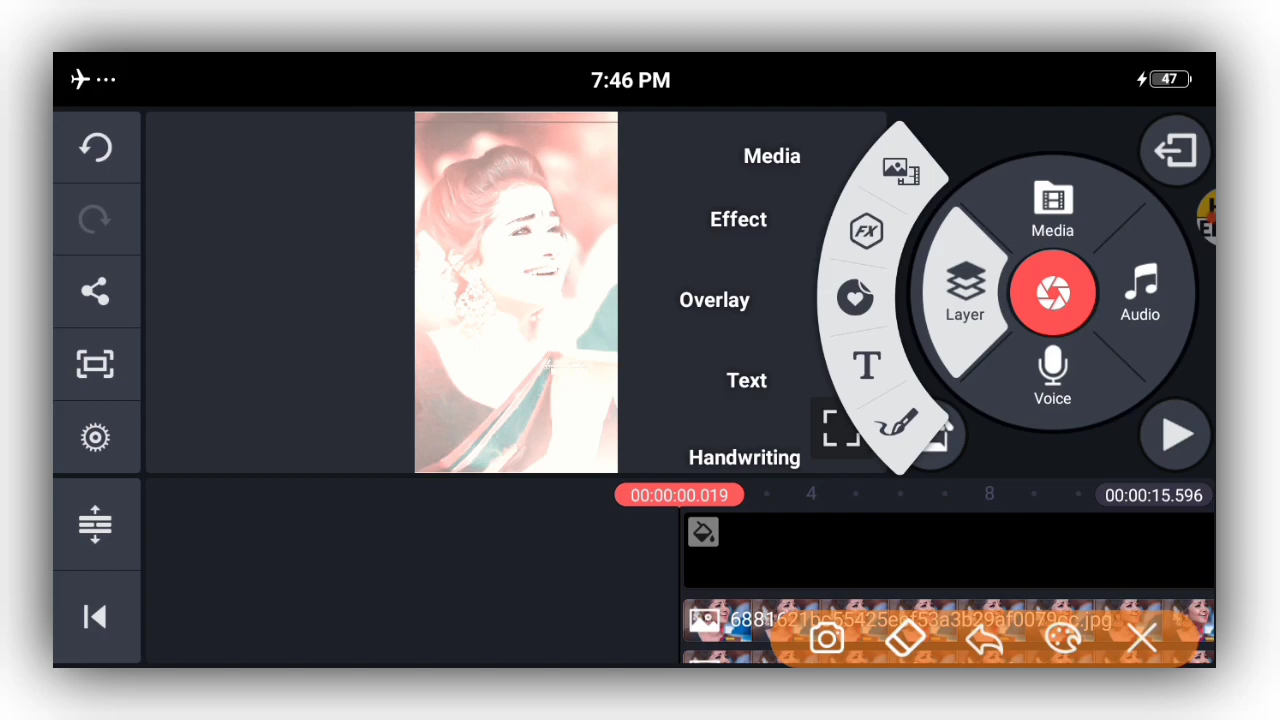 7:46 PM
47
Media
Effect
Overlay
Text
Handwriting
FX
T
Media
Layer
Audio
Voice
00:00:00.019
4
8
00:00:15.596